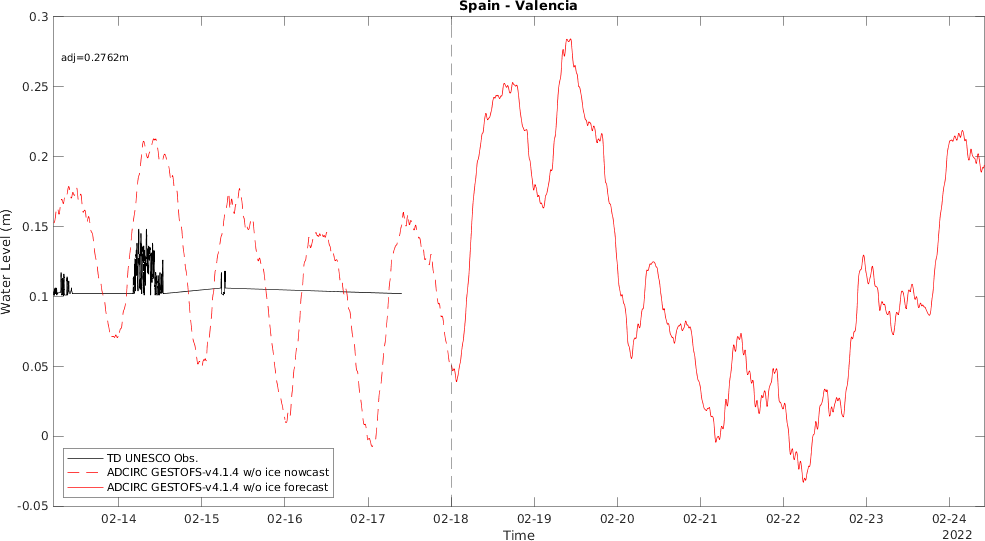 Spain - Valencia
adj=0.2762m
0.3
0.25
0.2
0.15
0.1
0.05
0
-0.05
Water Level (m)
TD UNESCO Obs.
ADCIRC GESTOFS-v4.1.4 w/o ice nowcast
ADCIRC GESTOFS-v4.1.4 w/o ice forecast
02-14 02-15 02-16 02-17 02-18 02-19 02-20 02-21 02-22 02-23 02-24
Time
2022